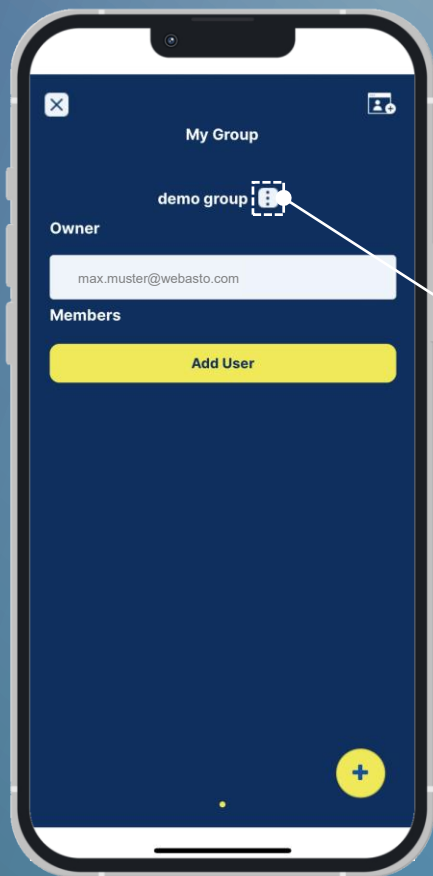 My Group
demo group
Owner
max.muster@webasto.com
Members
Add User